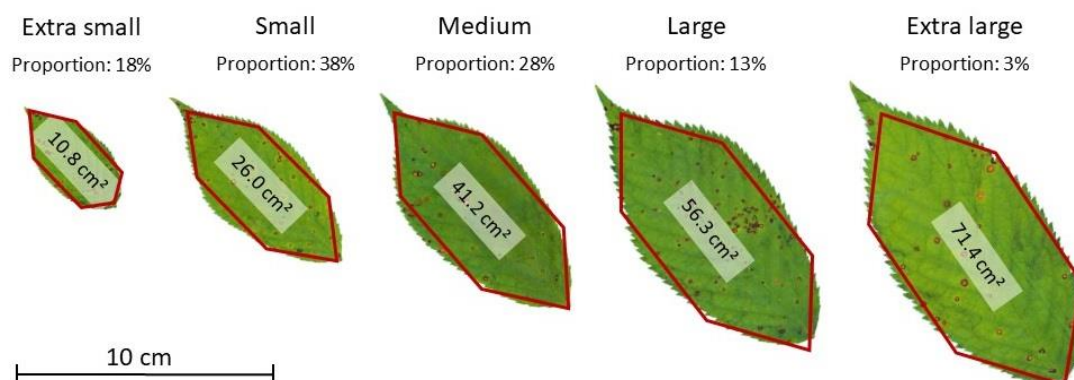 Extra small
Proportion: 18%
10.8 cm²
Small
Proportion: 38%
26.0 cm²
Medium
Proportion: 28%
41.2 cm²
Large
Proportion: 13%
56.3 cm²
Extra large
Proportion: 3%
71.4 cm²
10 cm